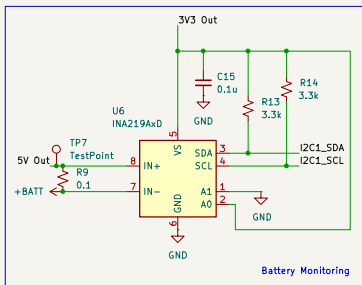 3V3 Out
C15
0.1u
GND
R14
3.3k
R13
3.3k
U6
INA219AxD
TP7
TestPoint
5V Out
R9
0.1
+BATT
5
VS
8
IN+
7
IN-
SDA
3
I2C1_SDA
SCL
4
I2C1_SCL
A1
1
A0
2
GND
6
GND
GND
Battery Monitoring